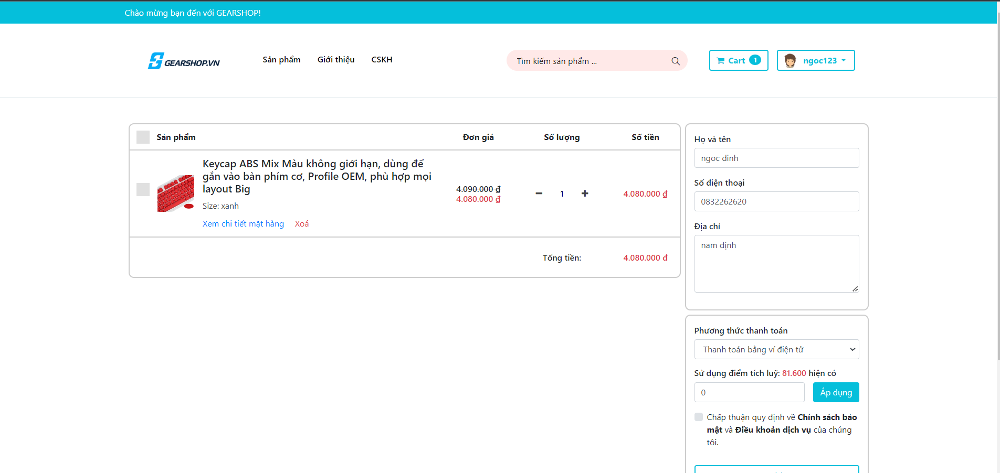 Chào mừng bạn đến với GEARSHOP!
GEARSHOP.VN
Sản phẩm
Giới thiệu
CSKH
Tìm kiếm sản phẩm ...
Cart 1
ngoc123
Sản phẩm
Đơn giá
Số lượng
Số tiền
Keycap ABS Mix Màu không giới hạn, dùng để
gắn vào bàn phím cơ, Profile OEM, phù hợp mọi
layout Big
Size: xanh
Xem chi tiết mặt hàng
Xoá
4.090.000 ₫
4.080.000 ₫
1
4.080.000 ₫
Tổng tiền:
4.080.000 đ
Họ và tên
ngoc dinh
Số điện thoại
0832262620
Địa chỉ
nam dịnh
Phương thức thanh toán
Thanh toán bằng ví điện tử
Sử dụng điểm tích luỹ: 81.600 hiện có
0
Áp dụng
Chấp thuận quy định về Chính sách bảo
mật và Điều khoản dịch vụ của chúng
tôi.